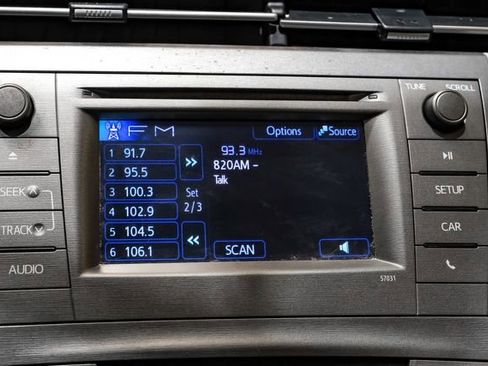 TUNE SCROLL
FM Options Source
1 91.7
2 95.5
3 100.3
4 102.9
5 104.5
6 106.1
Set
2/3
93.3 MHz
820AM -
Talk
SCAN
SEEK
TRACK
AUDIO
SETUP
CAR
57031